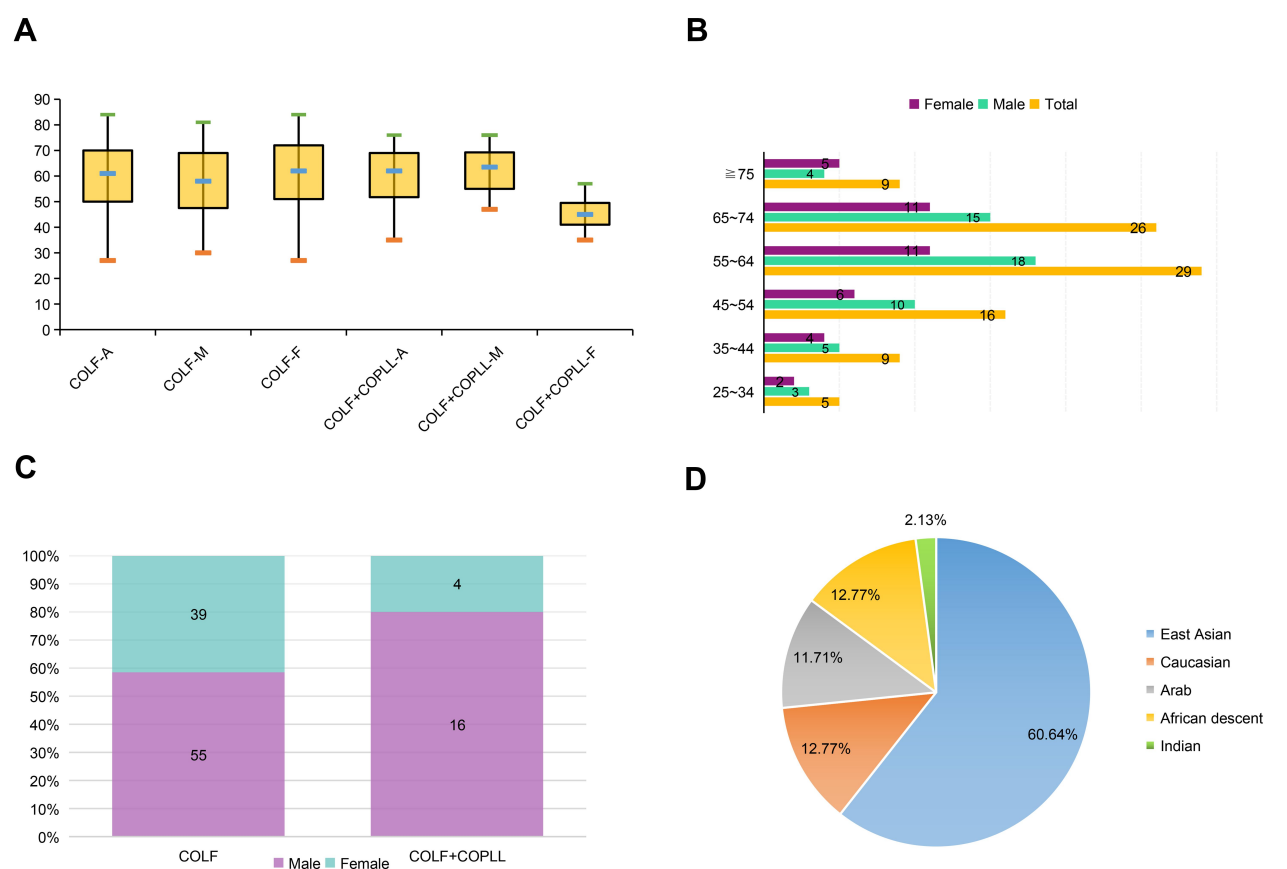 A
90
80
70
60
50
40
30
20
10
0
COLF-A
COLF-M
COLF-F
COLF+COPLL-A
COLF+COPLL-M
COLF+COPLL-F
B
Female Male Total
≧75
5
4
9
65~74
11
15
26
55~64
11
18
29
45~54
6
10
16
35~44
4
5
9
25~34
2
3
5
C
100%
90%
80%
70%
60%
50%
40%
30%
20%
10%
0%
39
55
4
16
COLF
COLF+COPLL
Male Female
D
2.13%
12.77%
11.71%
12.77%
60.64%
East Asian
Caucasian
Arab
African descent
Indian